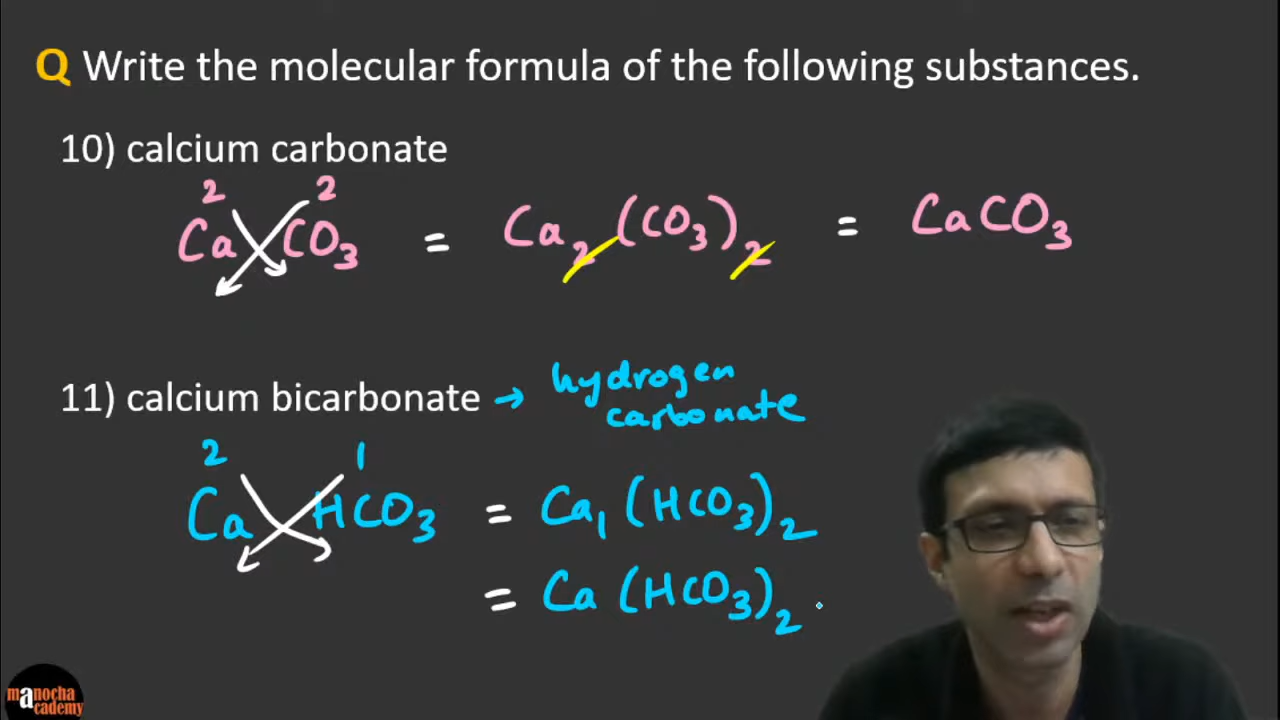 Q Write the molecular formula of the following substances.
10) calcium carbonate
2 2
Ca CO₃ = Ca₂(CO₃)₂ = CaCO₃
11) calcium bicarbonate → hydrogen
carbonate
2 1
Ca HCO₃ = Ca₁(HCO₃)₂
= Ca(HCO₃)₂
manocha
academy